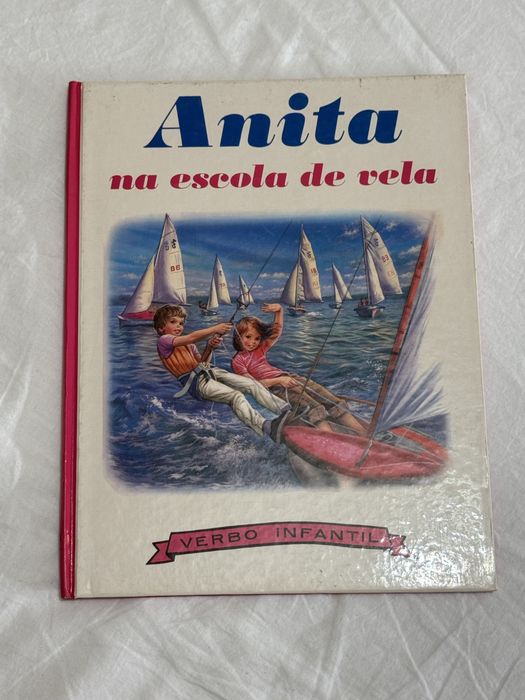 Anita
na escola de vela
VERBO INFANTIL